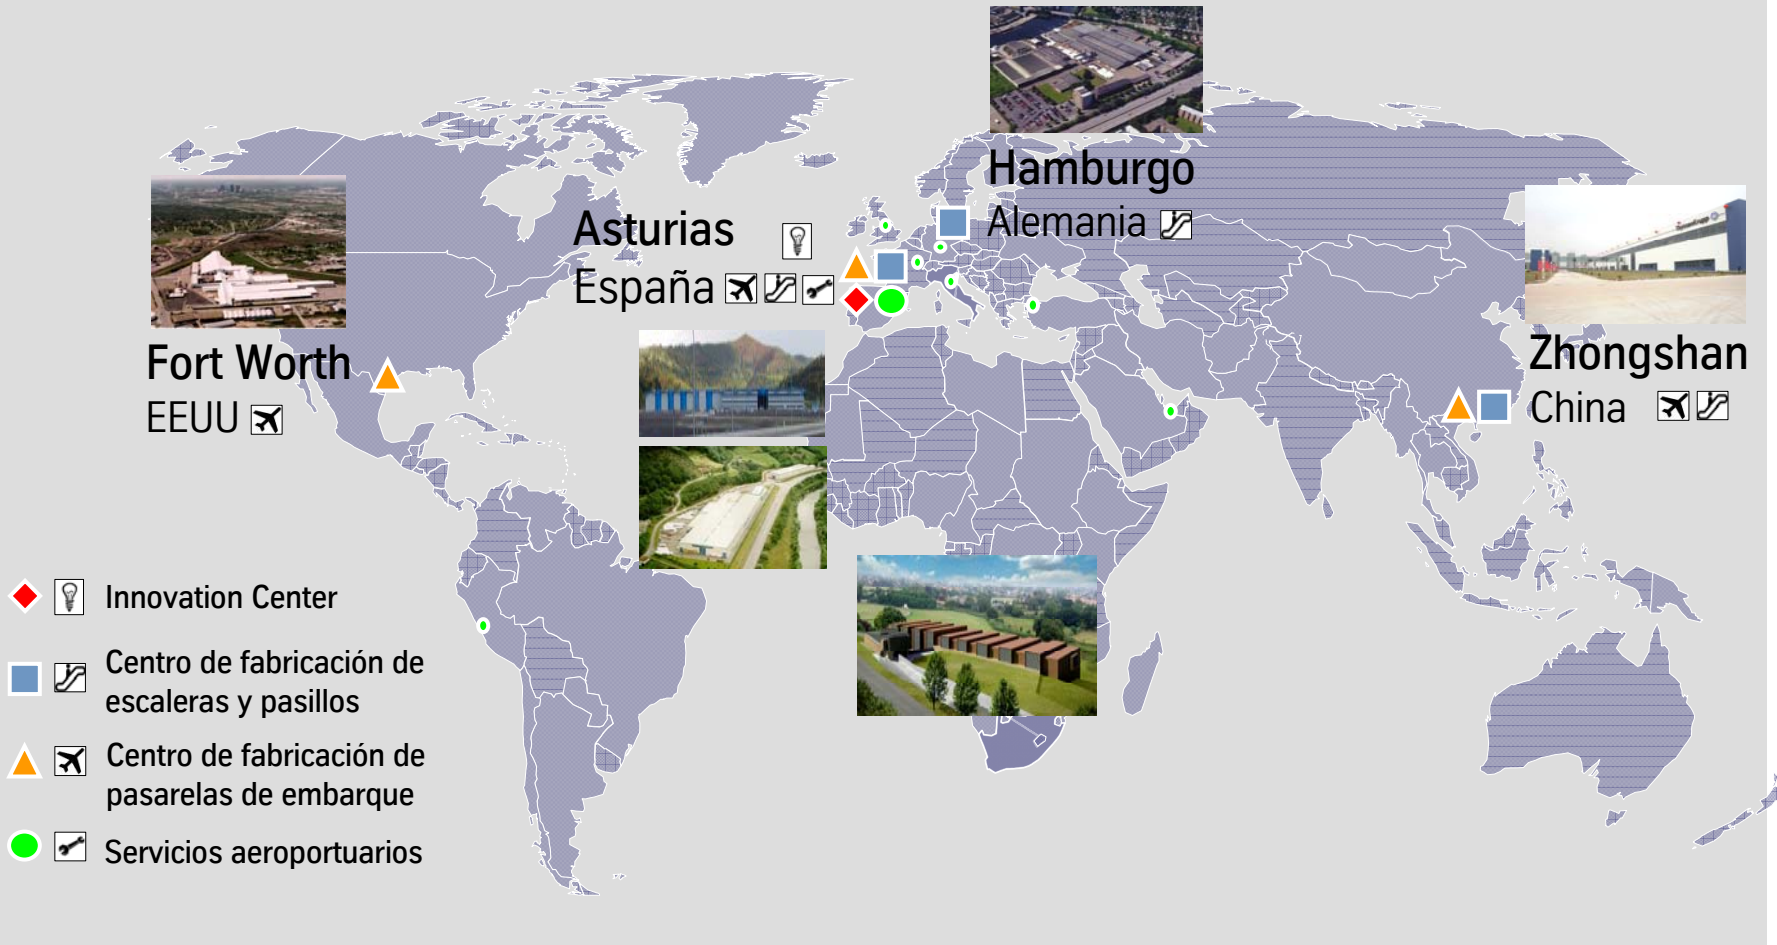 Hamburgo
Alemania
Asturias
España
Fort Worth
EEUU
Zhongshan
China
Innovation Center
Centro de fabricación de
escaleras y pasillos
Centro de fabricación de
pasarelas de embarque
Servicios aeroportuarios